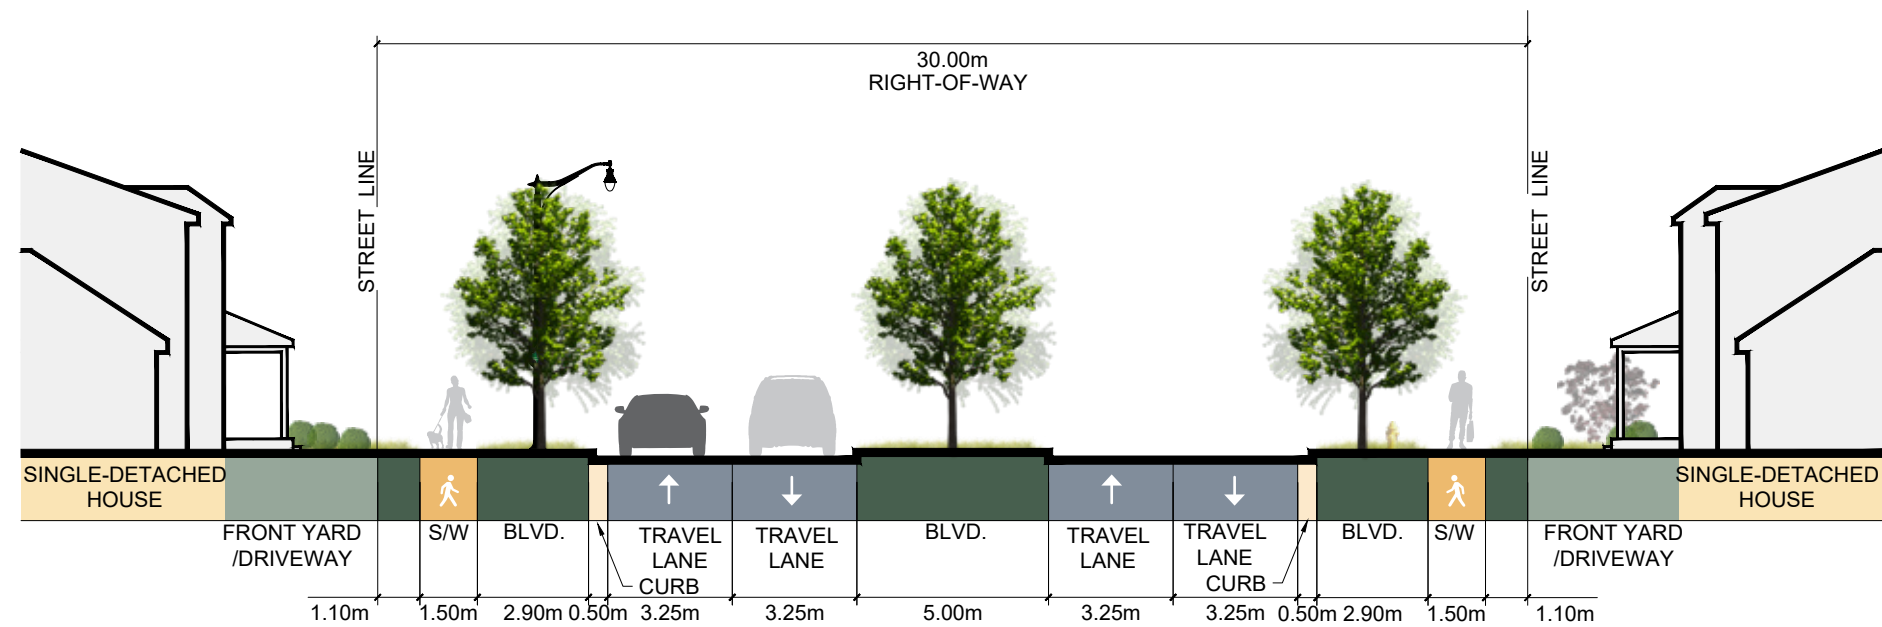 30.00m
RIGHT-OF-WAY
STREET LINE
STREET LINE
SINGLE-DETACHED
HOUSE
SINGLE-DETACHED
HOUSE
FRONT YARD
/DRIVEWAY
S/W
BLVD.
CURB
TRAVEL
LANE
TRAVEL
LANE
BLVD.
TRAVEL
LANE
TRAVEL
LANE
CURB
BLVD.
S/W
FRONT YARD
/DRIVEWAY
1.10m
1.50m
2.90m
0.50m
3.25m
3.25m
5.00m
3.25m
3.25m
0.50m
2.90m
1.50m
1.10m